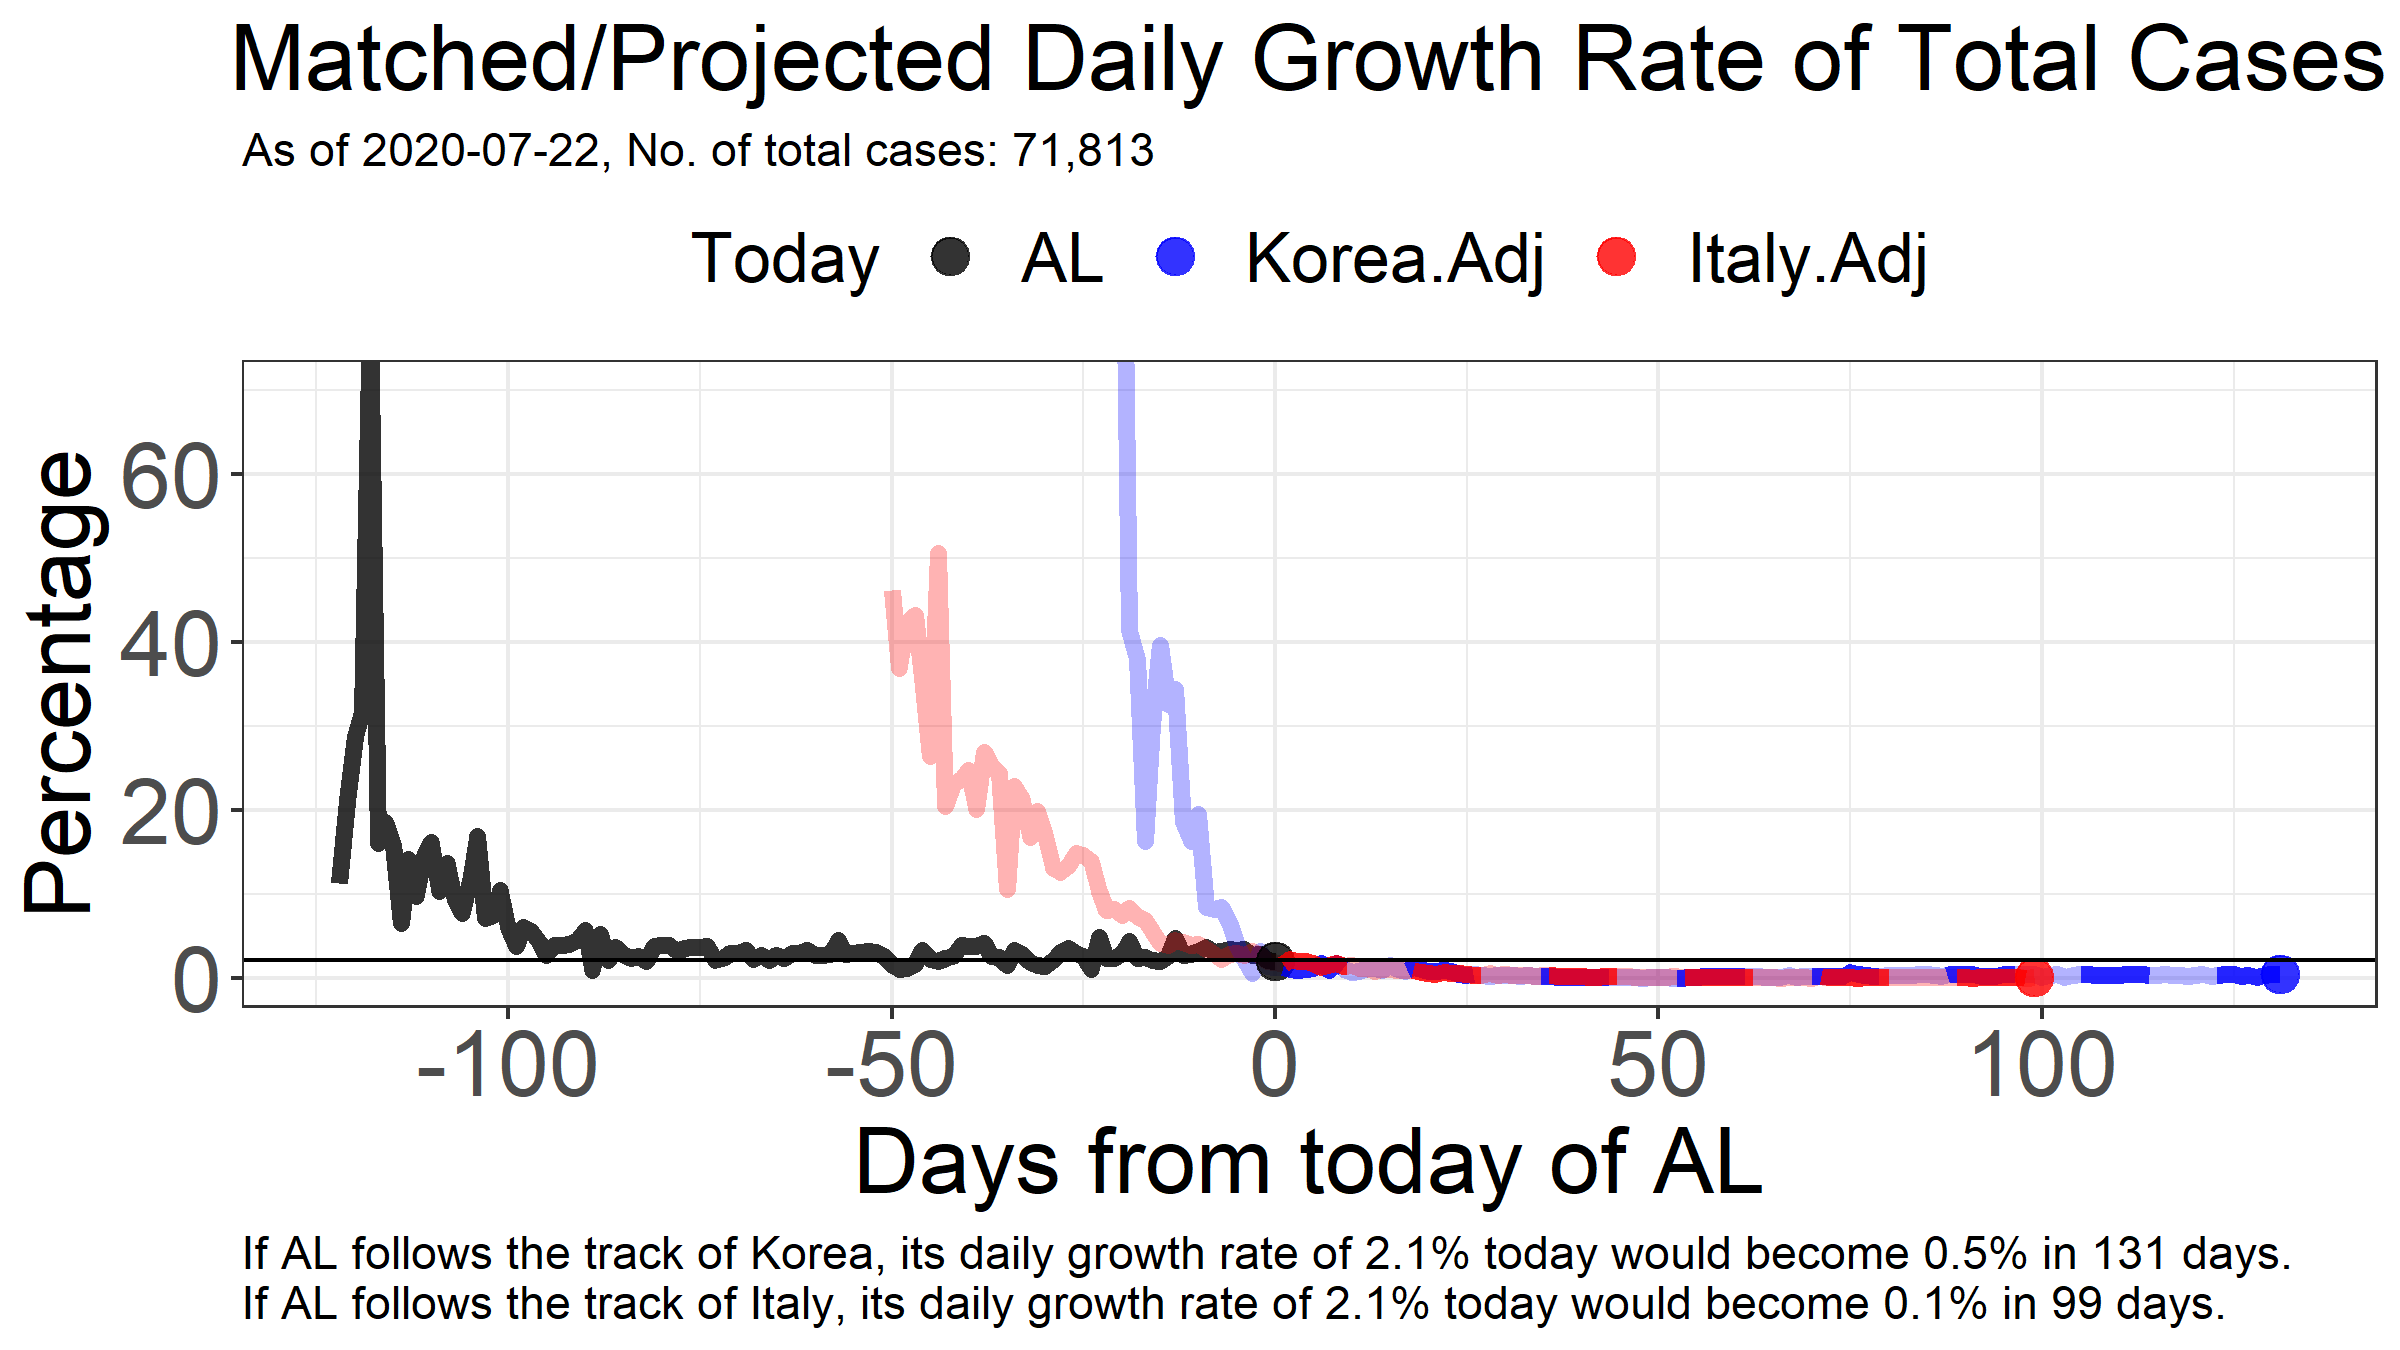 Matched/Projected Daily Growth Rate of Total Cases
As of 2020-07-22, No. of total cases: 71,813
Today AL Korea.Adj Italy.Adj
Percentage
60
40
20
0
-100 -50 0 50 100
Days from today of AL
If AL follows the track of Korea, its daily growth rate of 2.1% today would become 0.5% in 131 days.
If AL follows the track of Italy, its daily growth rate of 2.1% today would become 0.1% in 99 days.